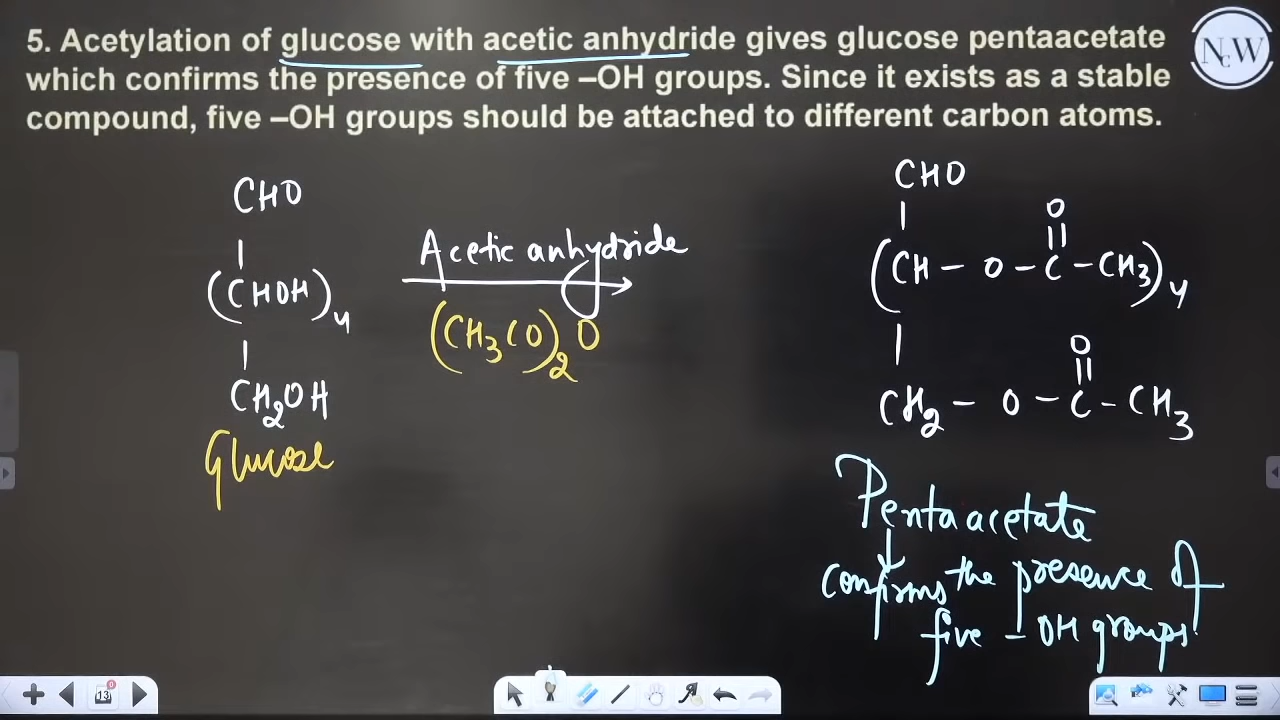 5. Acetylation of glucose with acetic anhydride gives glucose pentaacetate
which confirms the presence of five –OH groups. Since it exists as a stable
compound, five –OH groups should be attached to different carbon atoms.
NcW
CHO
|
(CHOH)4
|
CH2OH
Glucose
Acetic anhydride
(CH3CO)2O
CHO
|
O
||
(CH – O – C – CH3)4
|
O
||
CH2 – O – C – CH3
Pentaacetate
confirms the presence of
five – OH groups
13